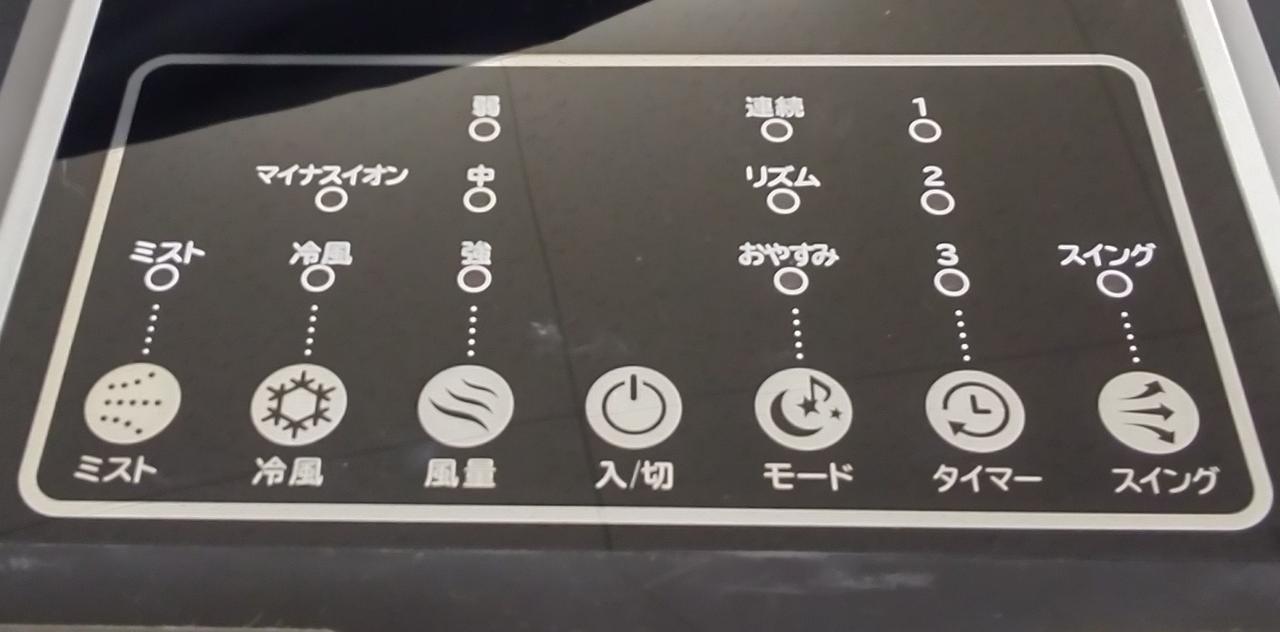 弱 連続 1
マイナスイオン 中 リズム 2
ミスト 冷風 強 おやすみ 3 スイング
ミスト 冷風 風量 入/切 モード タイマー スイング